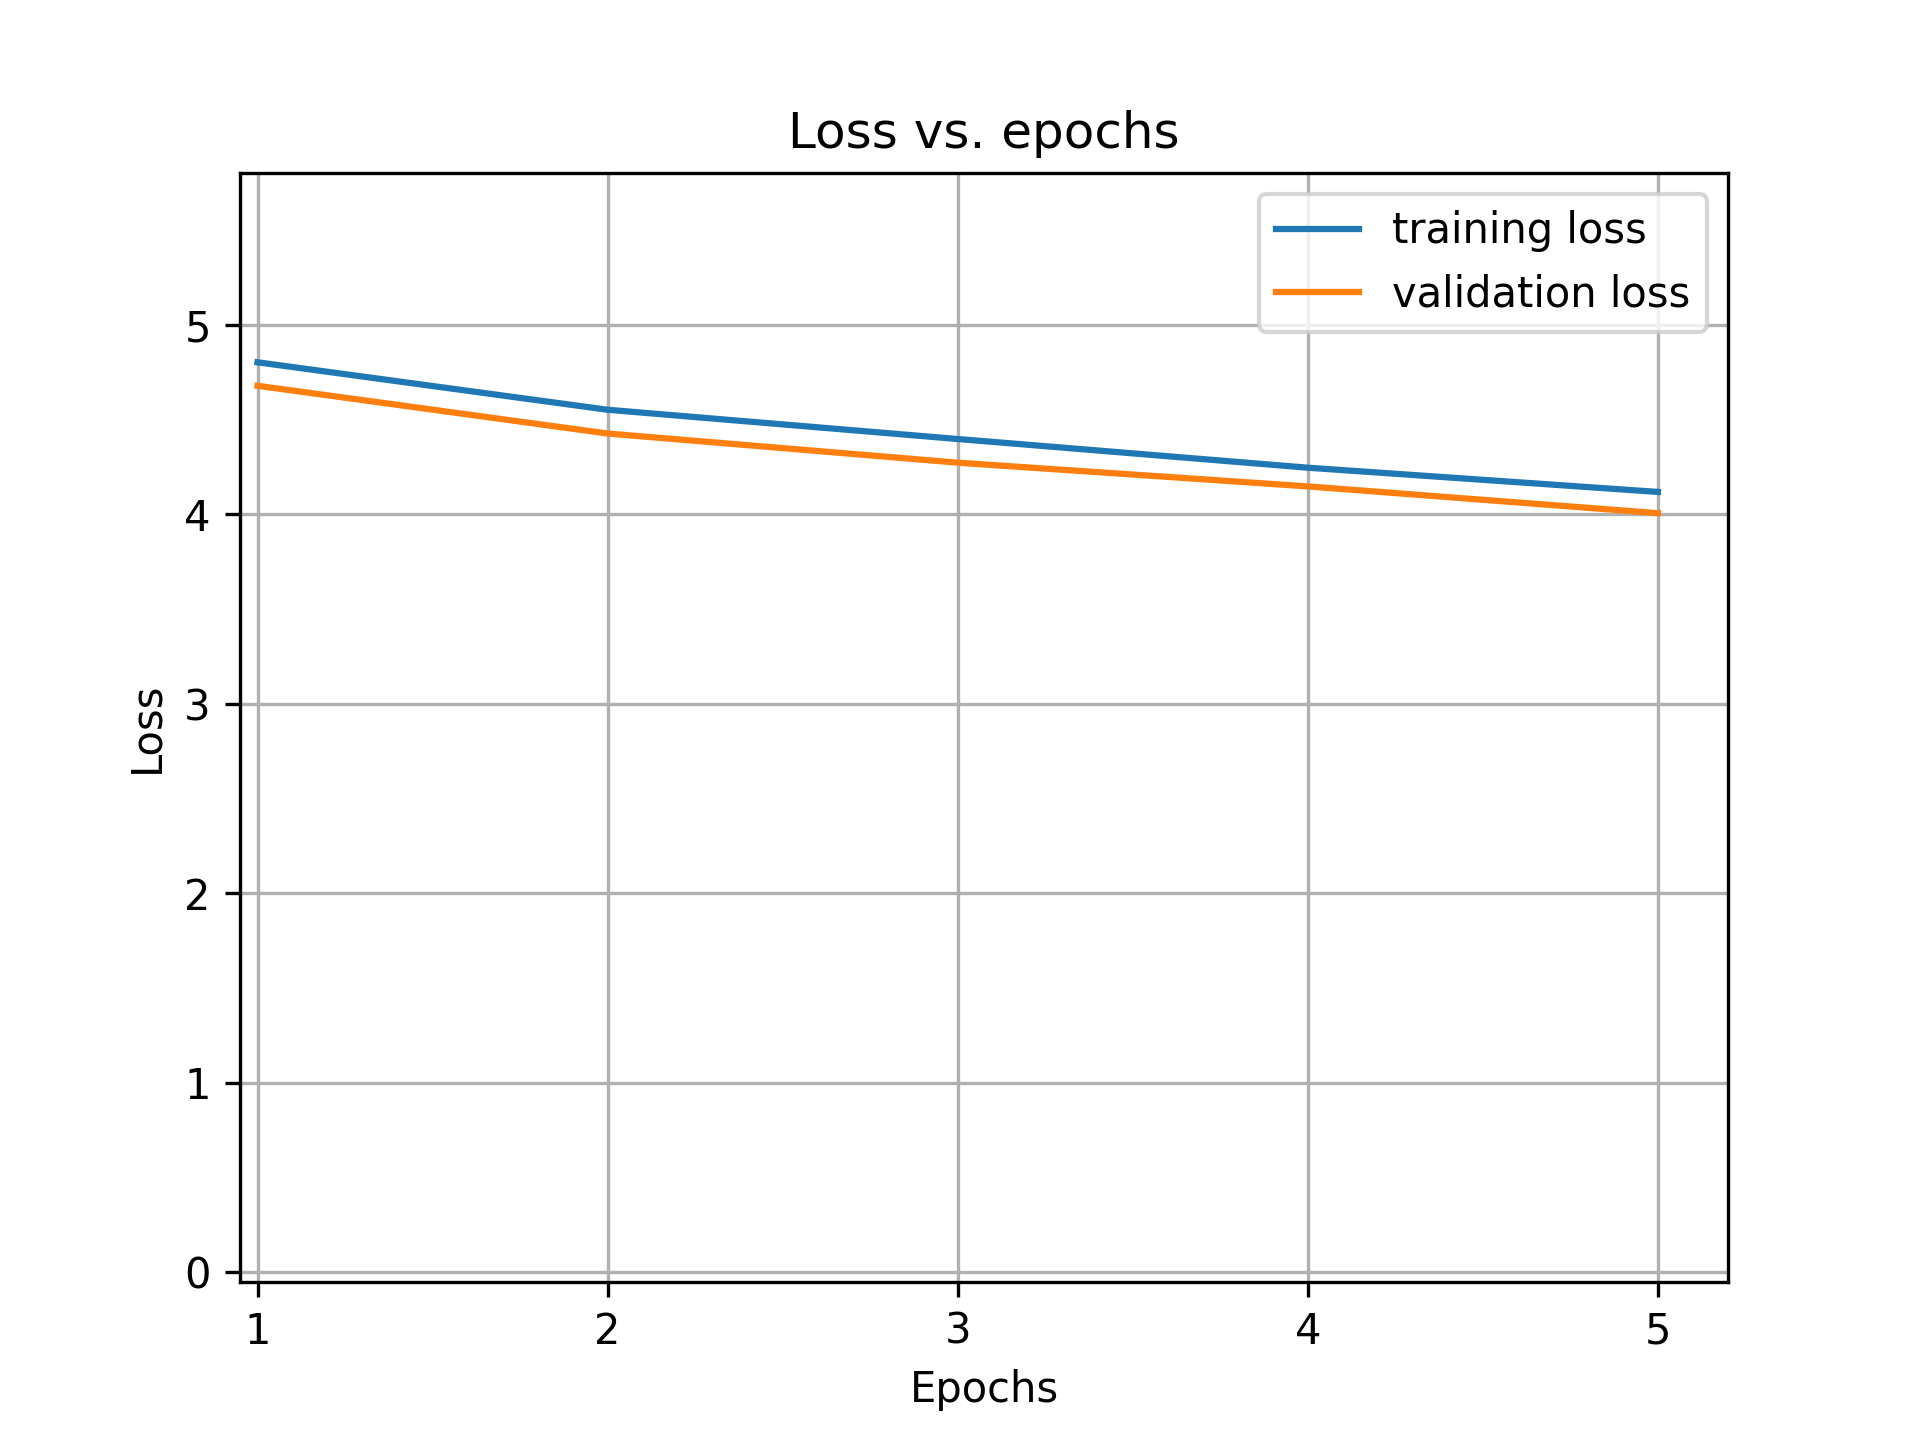 Loss vs. epochs
training loss
validation loss
5
4
3
2
1
0
Loss
1 2 3 4 5
Epochs